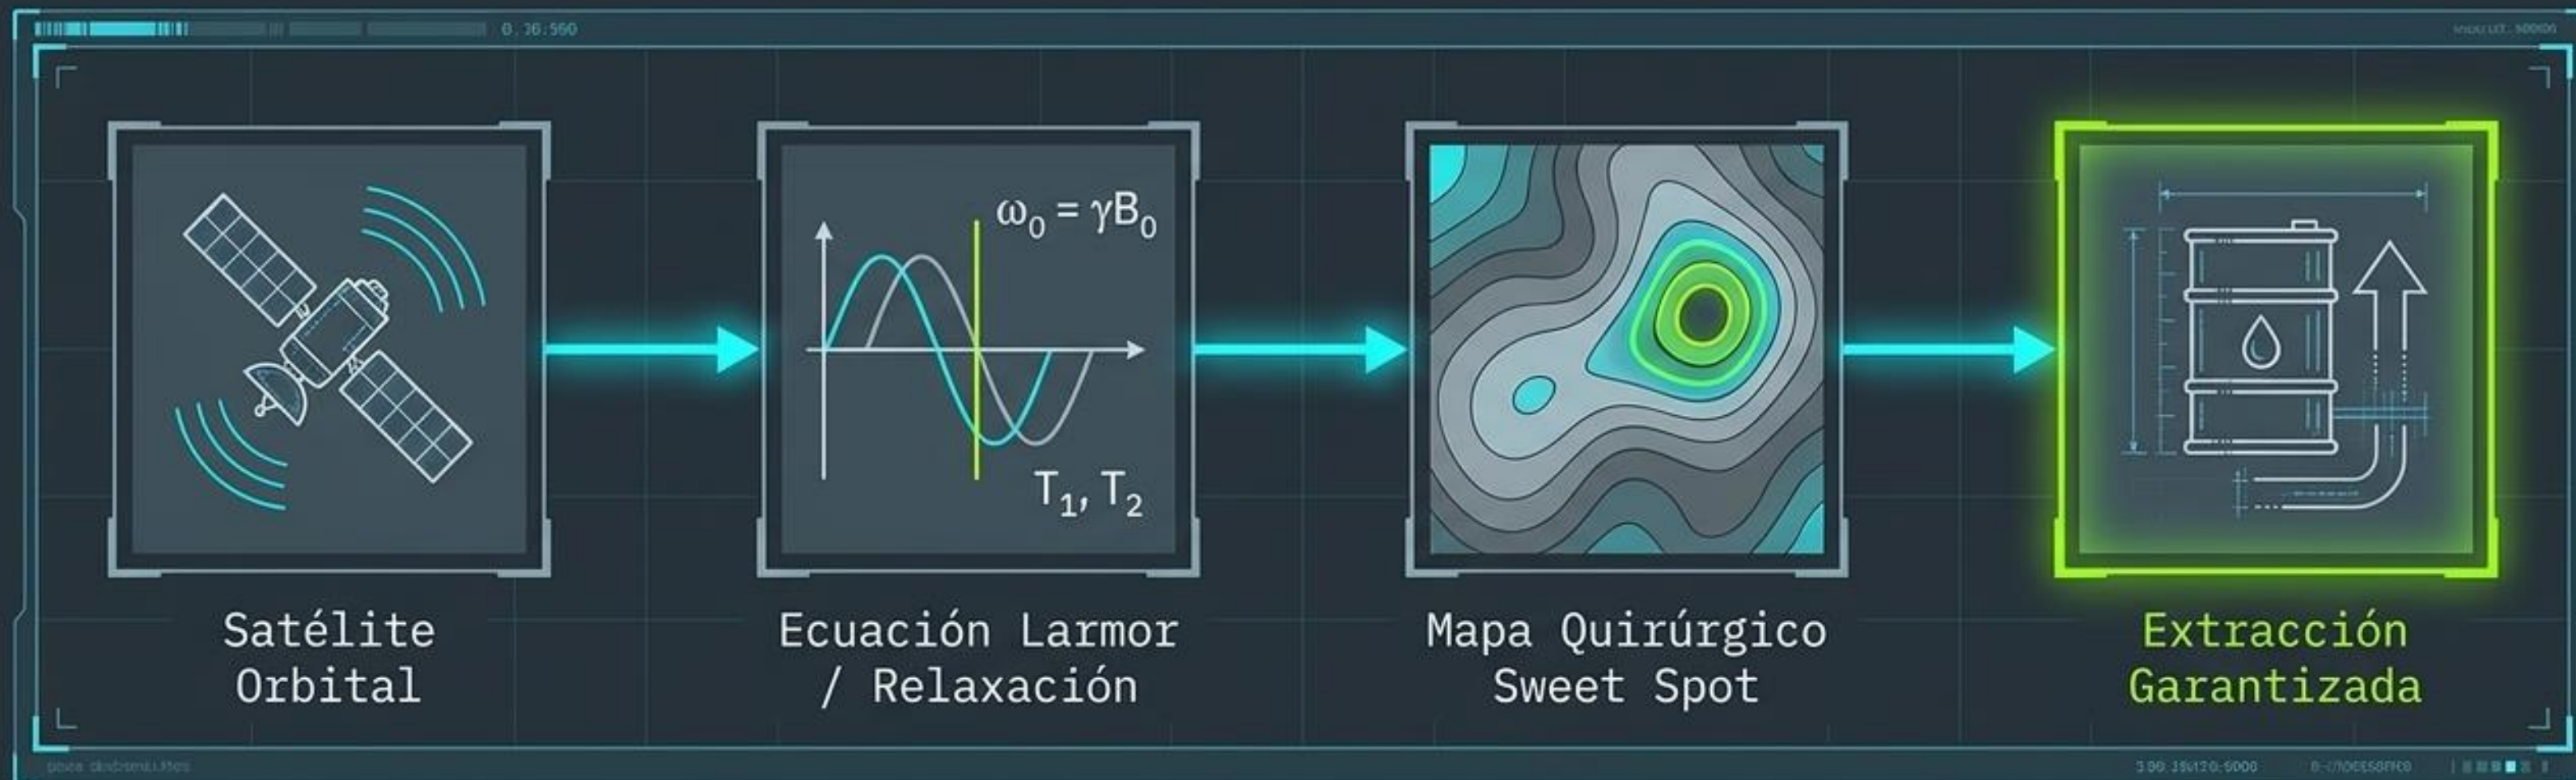 ω₀ = γB₀
T₁, T₂
Satélite
Orbital
Ecuación Larmor
/ Relaxación
Mapa Quirúrgico
Sweet Spot
Extracción
Garantizada